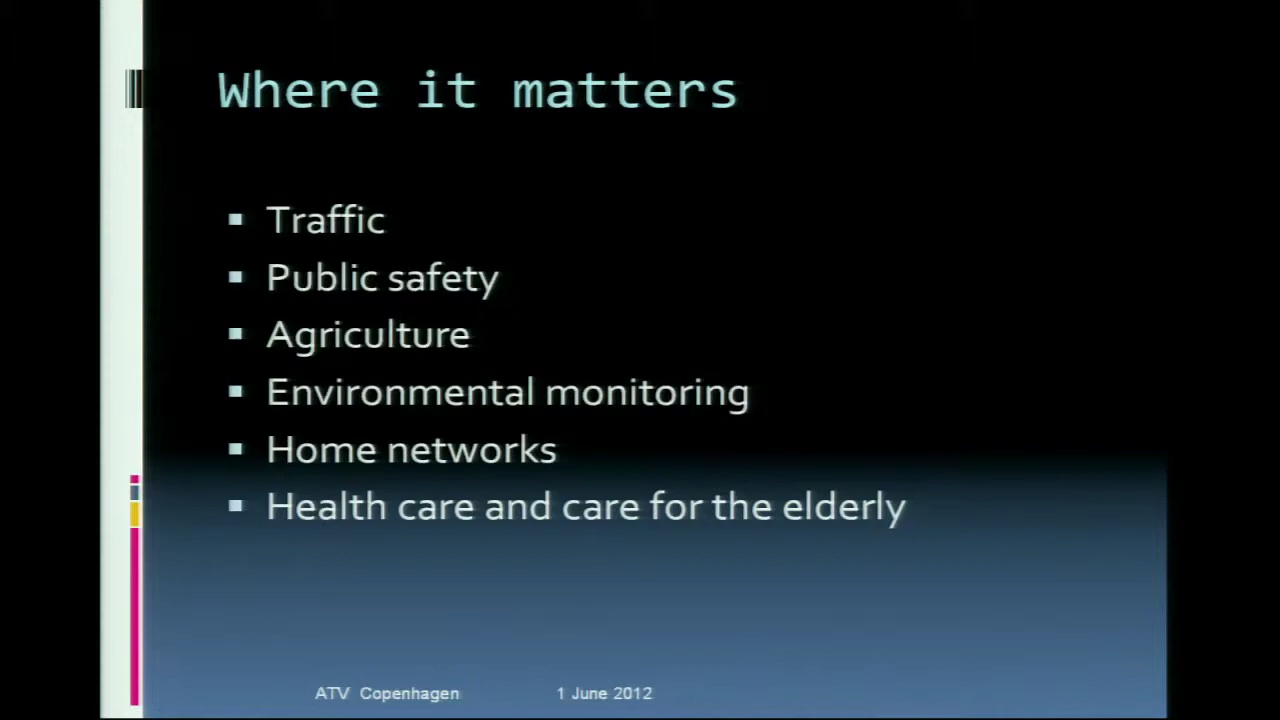 Where it matters
Traffic
Public safety
Agriculture
Environmental monitoring
Home networks
Health care and care for the elderly
ATV Copenhagen 1 June 2012